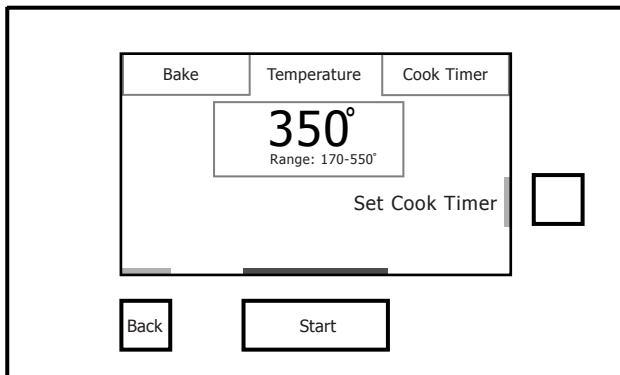 Bake Temperature Cook Timer
350°
Range: 170-550°
Set Cook Timer
Back Start